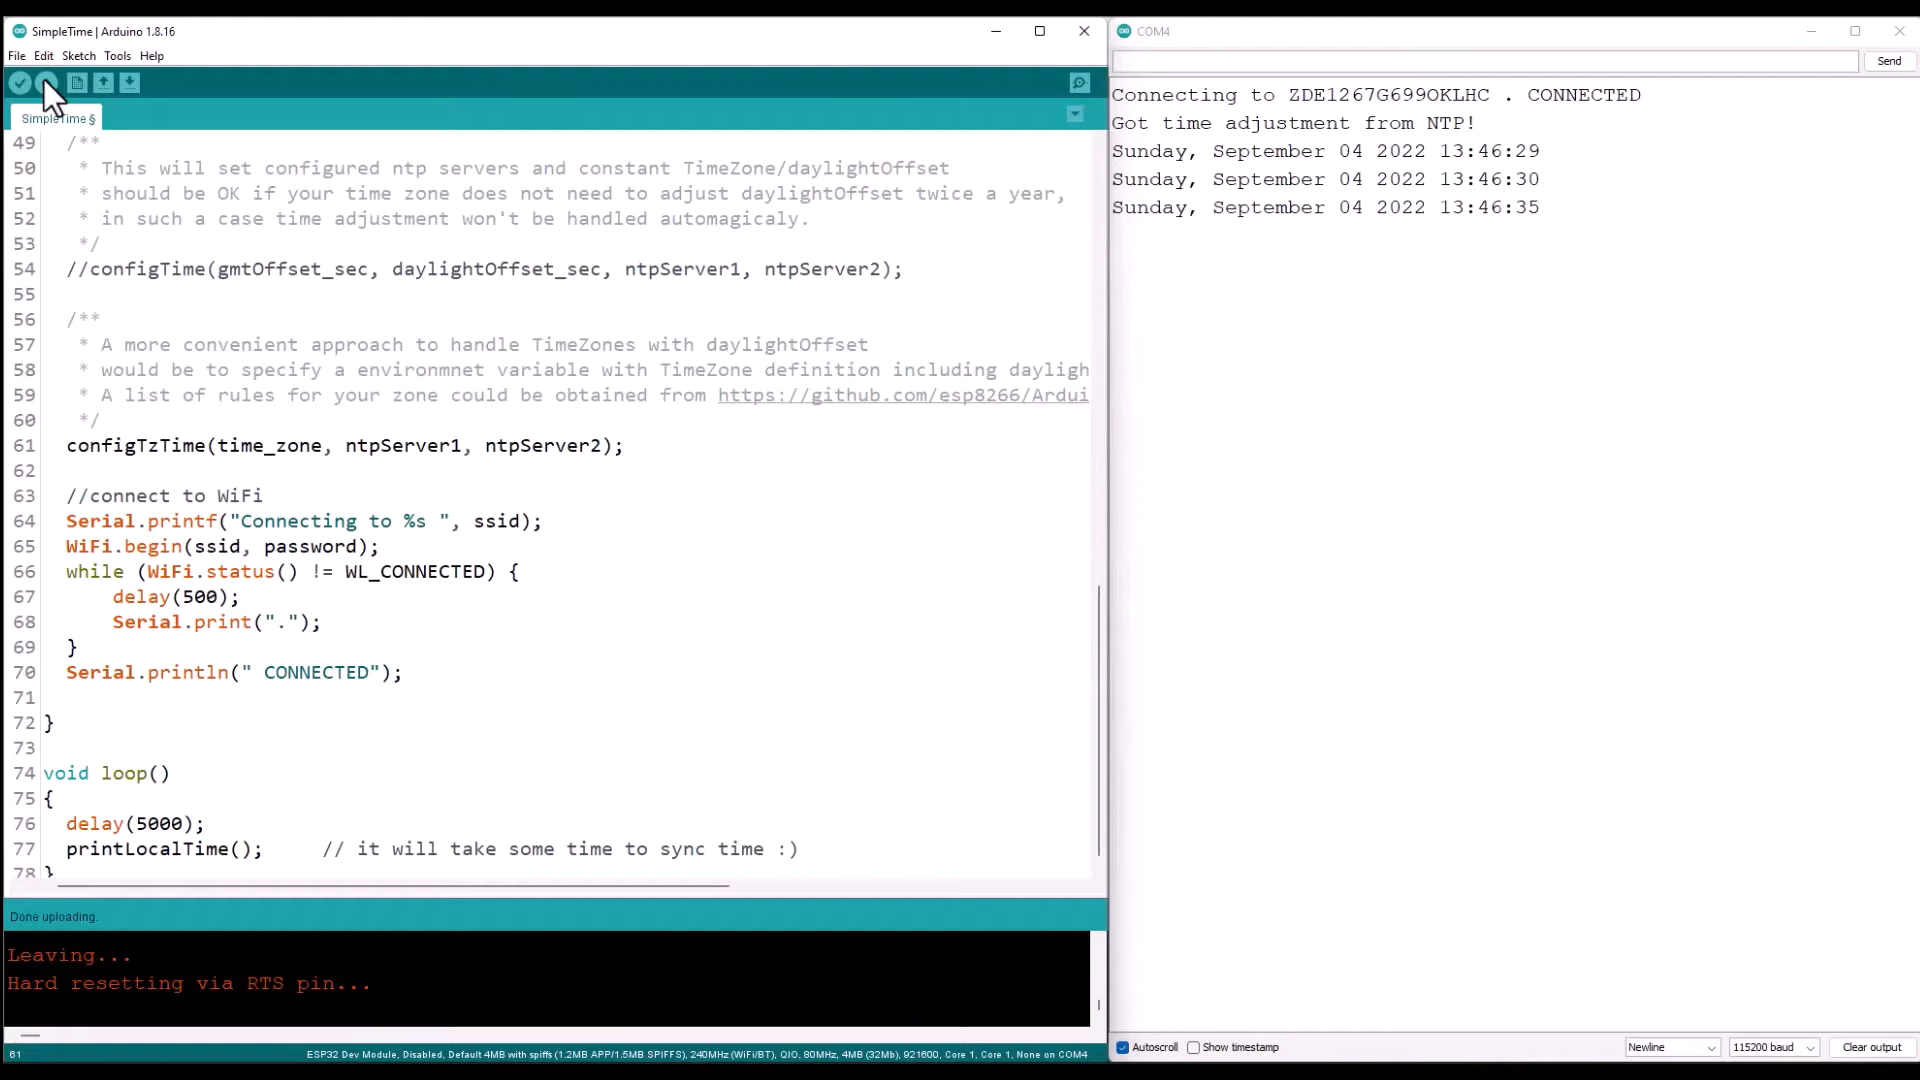 SimpleTime | Arduino 1.8.16
File Edit Sketch Tools Help
SimpleTime §
49 /**
50 * This will set configured ntp servers and constant TimeZone/daylightOffset
51 * should be OK if your time zone does not need to adjust daylightOffset twice a year,
52 * in such a case time adjustment won't be handled automagicaly.
53 */
54 //configTime(gmtOffset_sec, daylightOffset_sec, ntpServer1, ntpServer2);
55
56 /**
57 * A more convenient approach to handle TimeZones with daylightOffset
58 * would be to specify a environmnet variable with TimeZone definition including dayligh
59 * A list of rules for your zone could be obtained from https://github.com/esp8266/Ardui
60 */
61 configTzTime(time_zone, ntpServer1, ntpServer2);
62
63 //connect to WiFi
64 Serial.printf("Connecting to %s ", ssid);
65 WiFi.begin(ssid, password);
66 while (WiFi.status() != WL_CONNECTED) {
67 delay(500);
68 Serial.print(".");
69 }
70 Serial.println(" CONNECTED");
71
72 }
73
74 void loop()
75 {
76 delay(5000);
77 printLocalTime(); // it will take some time to sync time :)
78 }
Done uploading.
Leaving...
Hard resetting via RTS pin...
61 ESP32 Dev Module, Disabled, Default 4MB with spiffs (1.2MB APP/1.5MB SPIFFS), 240MHz (WiFi/BT), QIO, 80MHz, 4MB (32Mb), 921600, Core 1, Core 1, None on COM4
COM4
Send
Connecting to ZDE1267G699OKLHC . CONNECTED
Got time adjustment from NTP!
Sunday, September 04 2022 13:46:29
Sunday, September 04 2022 13:46:30
Sunday, September 04 2022 13:46:35
Autoscroll Show timestamp Newline 115200 baud Clear output